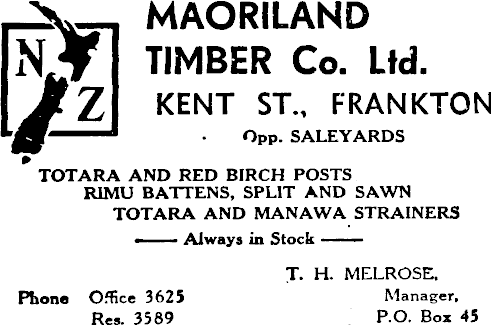 N Z
MAORILAND
TIMBER Co. Ltd.
KENT ST., FRANKTON
Opp. SALEYARDS
TOTARA AND RED BIRCH POSTS
RIMU BATTENS, SPLIT AND SAWN
TOTARA AND MANAWA STRAINERS
—— Always in Stock ——
T. H. MELROSE,
Phone Office 3625 Manager,
Res. 3589 P.O. Box 45